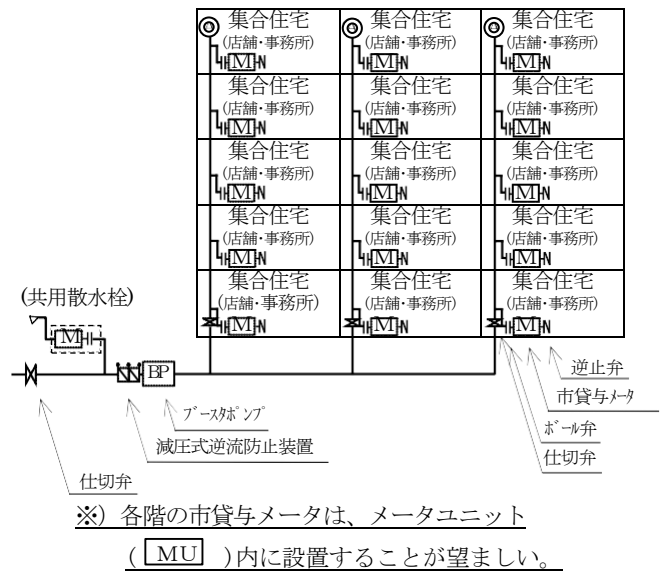 集合住宅 集合住宅 集合住宅
(店舗・事務所) (店舗・事務所) (店舗・事務所)
M M M
集合住宅 集合住宅 集合住宅
(店舗・事務所) (店舗・事務所) (店舗・事務所)
M M M
集合住宅 集合住宅 集合住宅
(店舗・事務所) (店舗・事務所) (店舗・事務所)
M M M
集合住宅 集合住宅 集合住宅
(店舗・事務所) (店舗・事務所) (店舗・事務所)
M M M
集合住宅 集合住宅 集合住宅
(店舗・事務所) (店舗・事務所) (店舗・事務所)
M M M
(共用散水栓)
M
BP
逆止弁
市貸与メータ
ボール弁
仕切弁
ブースタポンプ
減圧式逆流防止装置
仕切弁
※）各階の市貸与メータは、メータユニット
( MU )内に設置することが望ましい。